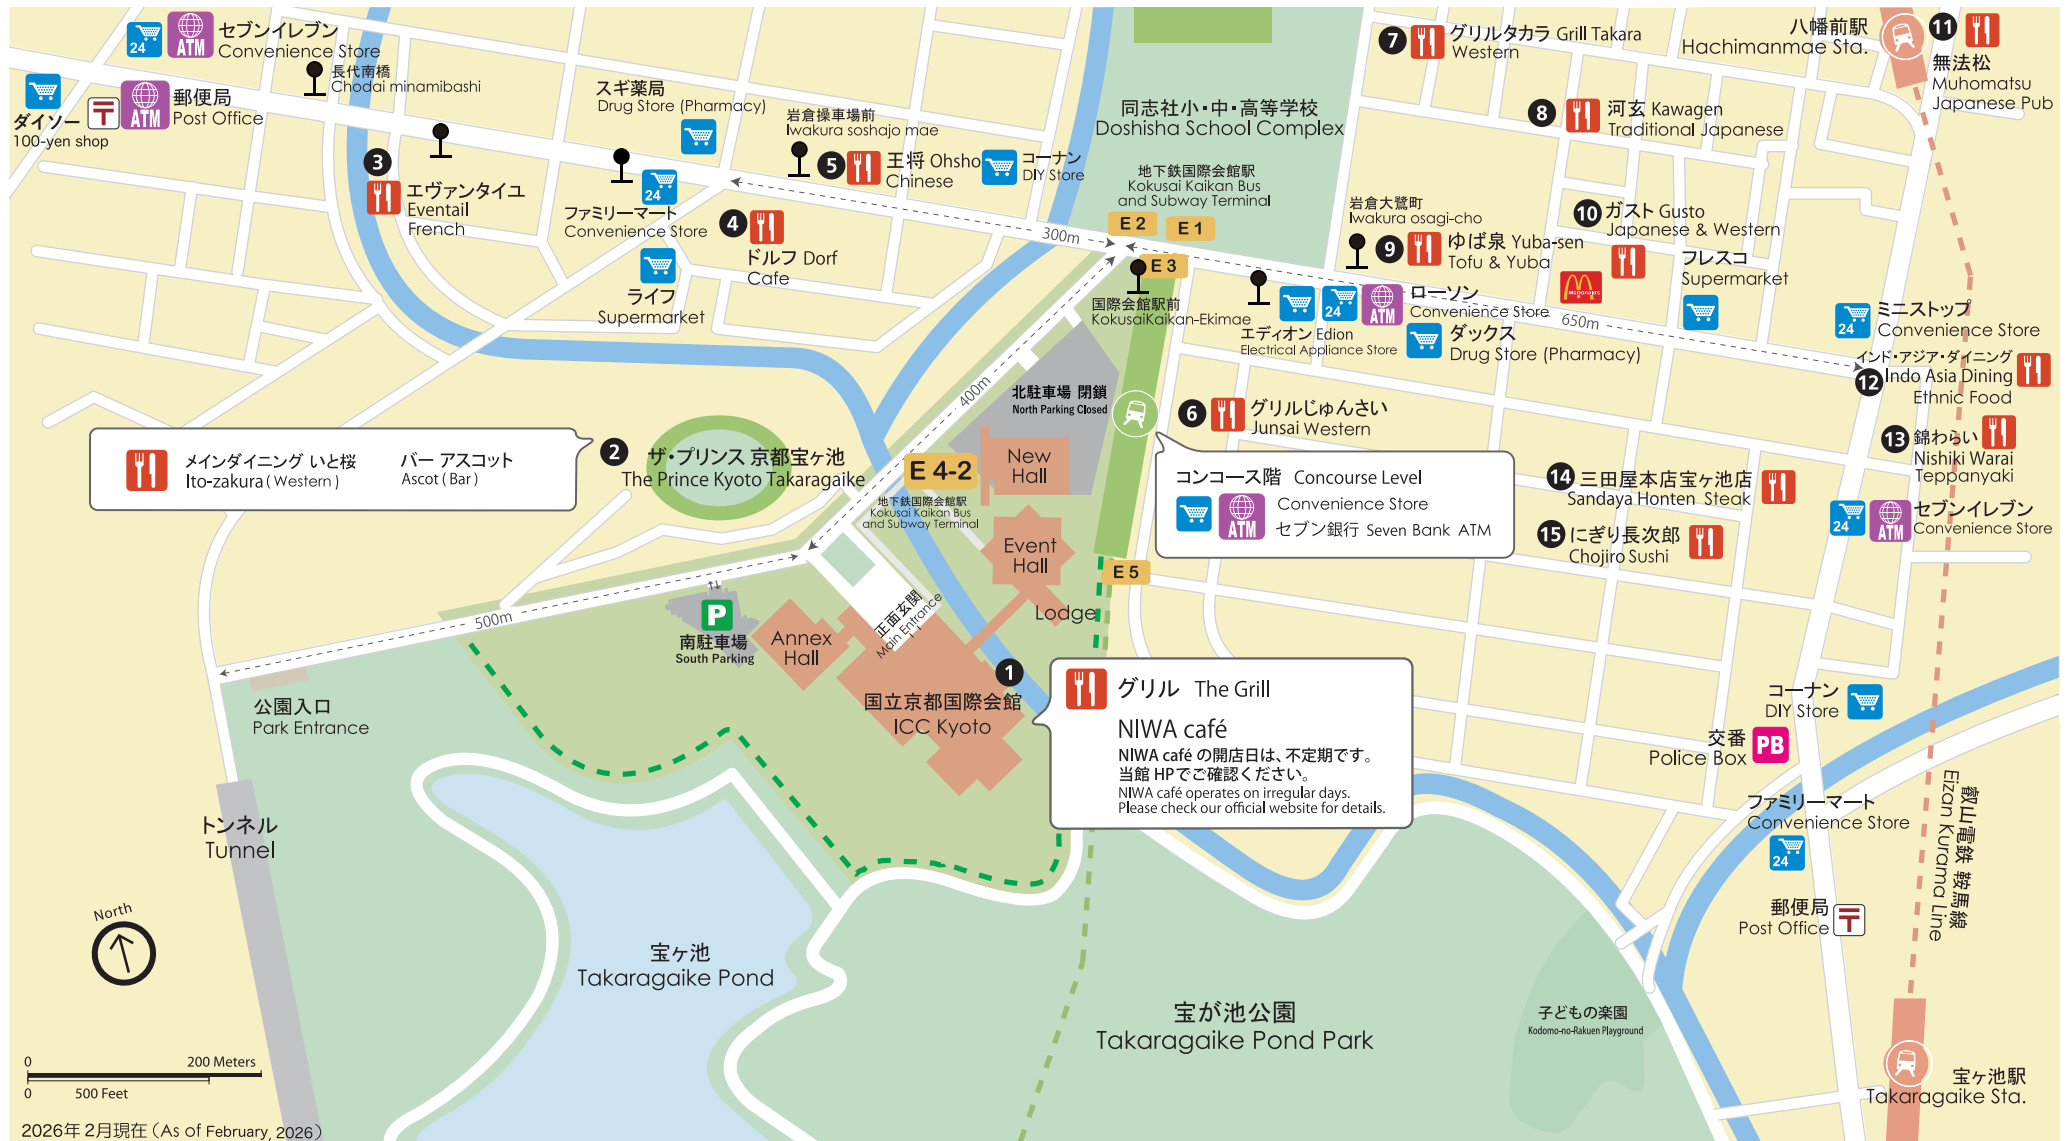 セブンイレブン
Convenience Store
24
ATM
長代南橋
Chodai minamibashi
ダイソー
100-yen shop
ATM
郵便局
Post Office
スギ薬局
Drug Store (Pharmacy)
岩倉操車場前
Iwakura soshajo mae
3
エヴァンタイユ
Eventail
French
24
ファミリーマート
Convenience Store
4
ドルフ Dorf
Cafe
5
王将 Ohsho
Chinese
コーナン
DIY Store
ライフ
Supermarket
同志社小・中・高等学校
Doshisha School Complex
地下鉄国際会館駅
Kokusai Kaikan Bus
and Subway Terminal
E 2
E 1
E 3
300m
国際会館駅前
KokusaiKaikan-Ekimae
7
グリルタカラ Grill Takara
Western
八幡前駅
Hachimanmae Sta.
11
無法松
Muhomatsu
Japanese Pub
8
河玄 Kawagen
Traditional Japanese
岩倉大鷺町
Iwakura osagi-cho
9
ゆば泉 Yuba-sen
Tofu & Yuba
10
ガスト Gusto
Japanese & Western
McDonald's
フレスコ
Supermarket
エディオン Edion
Electrical Appliance Store
24
ATM
ローソン
Convenience Store
ダックス
Drug Store (Pharmacy)
650m
24
ミニストップ
Convenience Store
インド・アジア・ダイニング
12
Indo Asia Dining
Ethnic Food
13
錦わらい
Nishiki Warai
Teppanyaki
400m
北駐車場 閉鎖
North Parking Closed
6
グリルじゅんさい
Junsai Western
メインダイニング いと桜
Ito-zakura (Western)
バー アスコット
Ascot (Bar)
2
ザ・プリンス 京都宝ヶ池
The Prince Kyoto Takaragaike
E 4-2
地下鉄国際会館駅
Kokusai Kaikan Bus
and Subway Terminal
New
Hall
コンコース階 Concourse Level
Convenience Store
ATM
セブン銀行 Seven Bank ATM
14
三田屋本店宝ヶ池店
Sandaya Honten Steak
15
にぎり長次郎
Chojiro Sushi
24
ATM
セブンイレブン
Convenience Store
Event
Hall
E 5
Lodge
500m
P
南駐車場
South Parking
Annex
Hall
正面玄関
Main Entrance
1
国立京都国際会館
ICC Kyoto
グリル The Grill
NIWA café
NIWA café の開店日は、不定期です。
当館 HPでご確認ください。
NIWA café operates on irregular days.
Please check our official website for details.
公園入口
Park Entrance
コーナン
DIY Store
交番
Police Box
PB
ファミリーマート
Convenience Store
24
叡山電鉄 鞍馬線
Eizan Kurama Line
トンネル
Tunnel
郵便局
Post Office
North
宝ヶ池
Takaragaike Pond
宝が池公園
Takaragaike Pond Park
子どもの楽園
Kodomo-no-Rakuen Playground
宝ヶ池駅
Takaragaike Sta.
0 200 Meters
0 500 Feet
2026年 2月現在 (As of February, 2026)